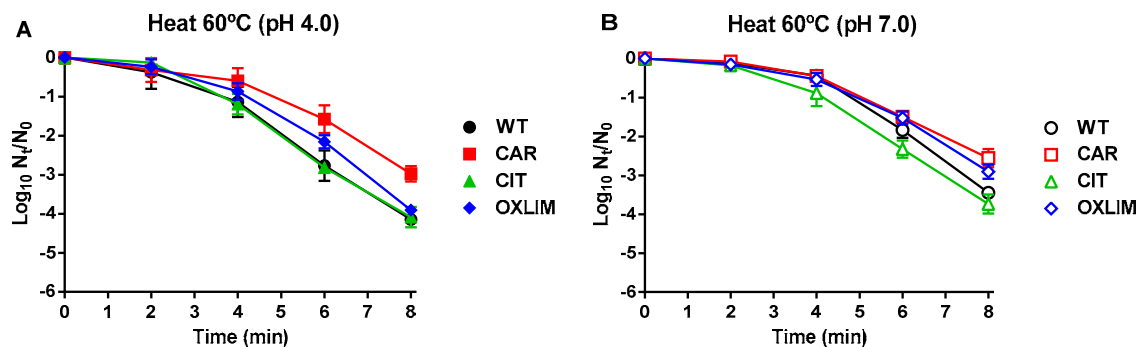 A
Heat 60ºC (pH 4.0)
Log10 Nt/N0
0
-1
-2
-3
-4
-5
-6
0 1 2 3 4 5 6 7 8
Time (min)
WT
CAR
CIT
OXLIM
B
Heat 60ºC (pH 7.0)
Log10 Nt/N0
0
-1
-2
-3
-4
-5
-6
0 1 2 3 4 5 6 7 8
Time (min)
WT
CAR
CIT
OXLIM